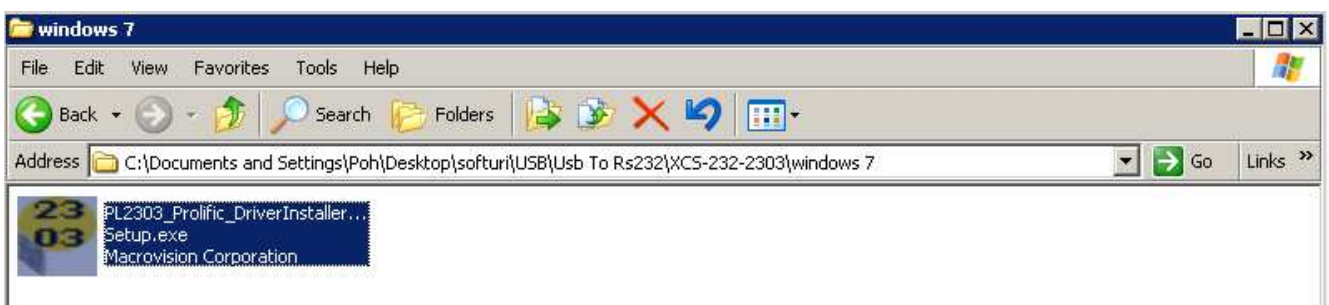 windows 7
File Edit View Favorites Tools Help
Back Search Folders
Address C:\Documents and Settings\Poh\Desktop\softuri\USB\Usb To Rs232\XCS-232-2303\windows 7 Go Links »
23
03
PL2303_Prolific_DriverInstaller...
Setup.exe
Macrovision Corporation